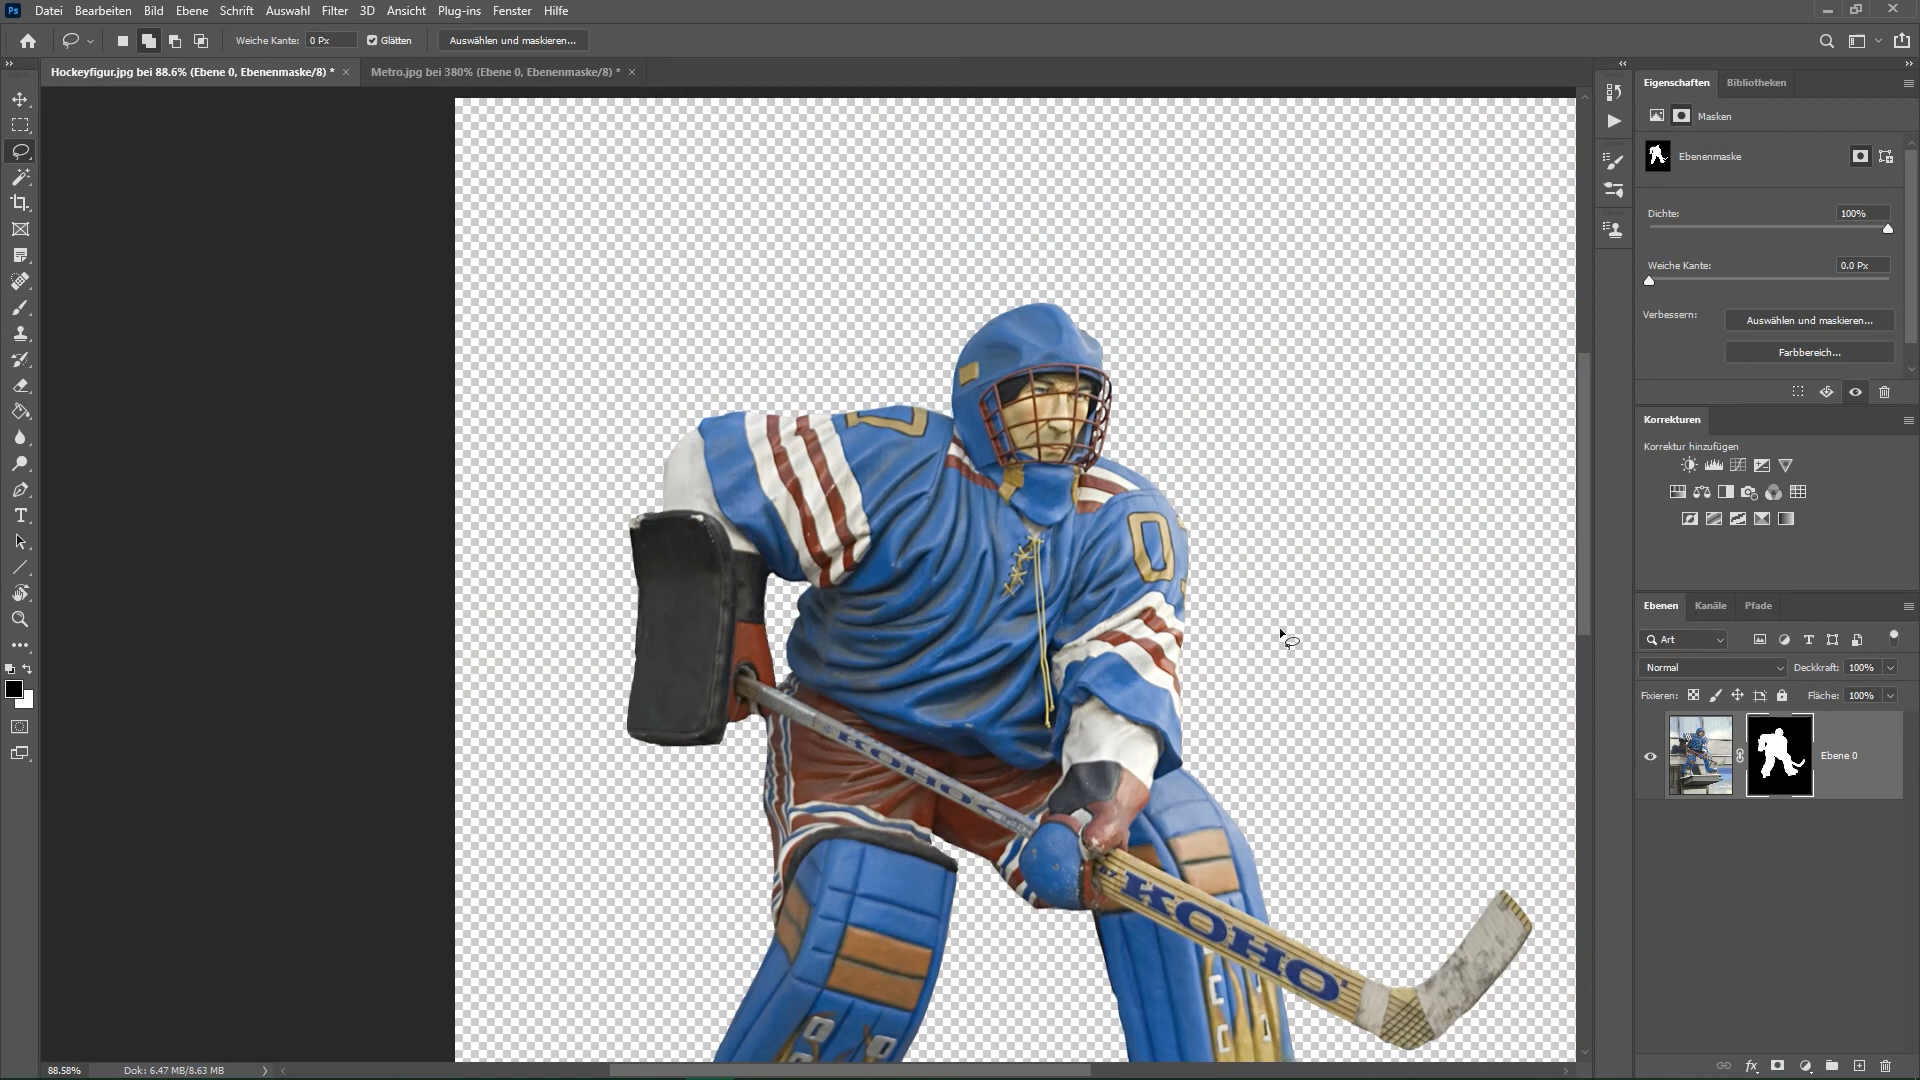 Ps Datei Bearbeiten Bild Ebene Schrift Auswahl Filter 3D Ansicht Plug-ins Fenster Hilfe
Weiche Kante: 0 Px Glätten Auswählen und maskieren...
Hockeyfigur.jpg bei 88.6% (Ebene 0, Ebenenmaske/8) * Metro.jpg bei 380% (Ebene 0, Ebenenmaske/8) *
Eigenschaften Bibliotheken
Masken
Ebenenmaske
Dichte: 100%
Weiche Kante: 0.0 Px
Verbessern: Auswählen und maskieren...
Farbbereich...
Korrekturen
Korrektur hinzufügen
Ebenen Kanäle Pfade
Art
Normal Deckkraft: 100%
Fixieren: Fläche: 100%
Ebene 0
0
KOHO
KOHO
88.58% Dok: 6.47 MB/8.63 MB